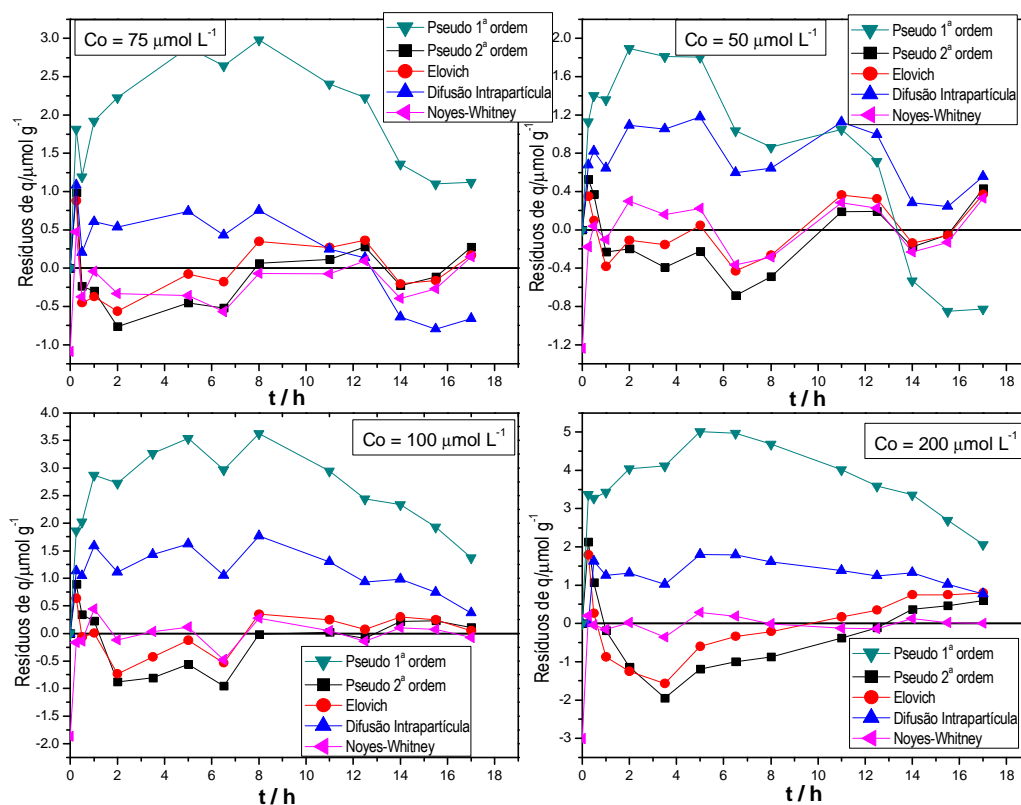 Co = 75 μmol L⁻¹
Pseudo 1ª ordem
Pseudo 2ª ordem
Elovich
Difusão Intrapartícula
Noyes-Whitney
Resíduos de q/μmol g⁻¹
3.0
2.5
2.0
1.5
1.0
0.5
0.0
-0.5
-1.0
0 2 4 6 8 10 12 14 16 18
t / h
Co = 50 μmol L⁻¹
Pseudo 1ª ordem
Pseudo 2ª ordem
Elovich
Difusão Intrapartícula
Noyes-Whitney
Resíduos de q/μmol g⁻¹
2.0
1.6
1.2
0.8
0.4
0.0
-0.4
-0.8
-1.2
0 2 4 6 8 10 12 14 16 18
t / h
Co = 100 μmol L⁻¹
Resíduos de q/μmol g⁻¹
4.0
3.5
3.0
2.5
2.0
1.5
1.0
0.5
0.0
-0.5
-1.0
-1.5
-2.0
Pseudo 1ª ordem
Pseudo 2ª ordem
Elovich
Difusão Intrapartícula
Noyes-Whitney
0 2 4 6 8 10 12 14 16 18
t / h
Co = 200 μmol L⁻¹
Resíduos de q/μmol g⁻¹
5
4
3
2
1
0
-1
-2
-3
Pseudo 1ª ordem
Pseudo 2ª ordem
Elovich
Difusão Intrapartícula
Noyes-Whitney
0 2 4 6 8 10 12 14 16 18
t / h